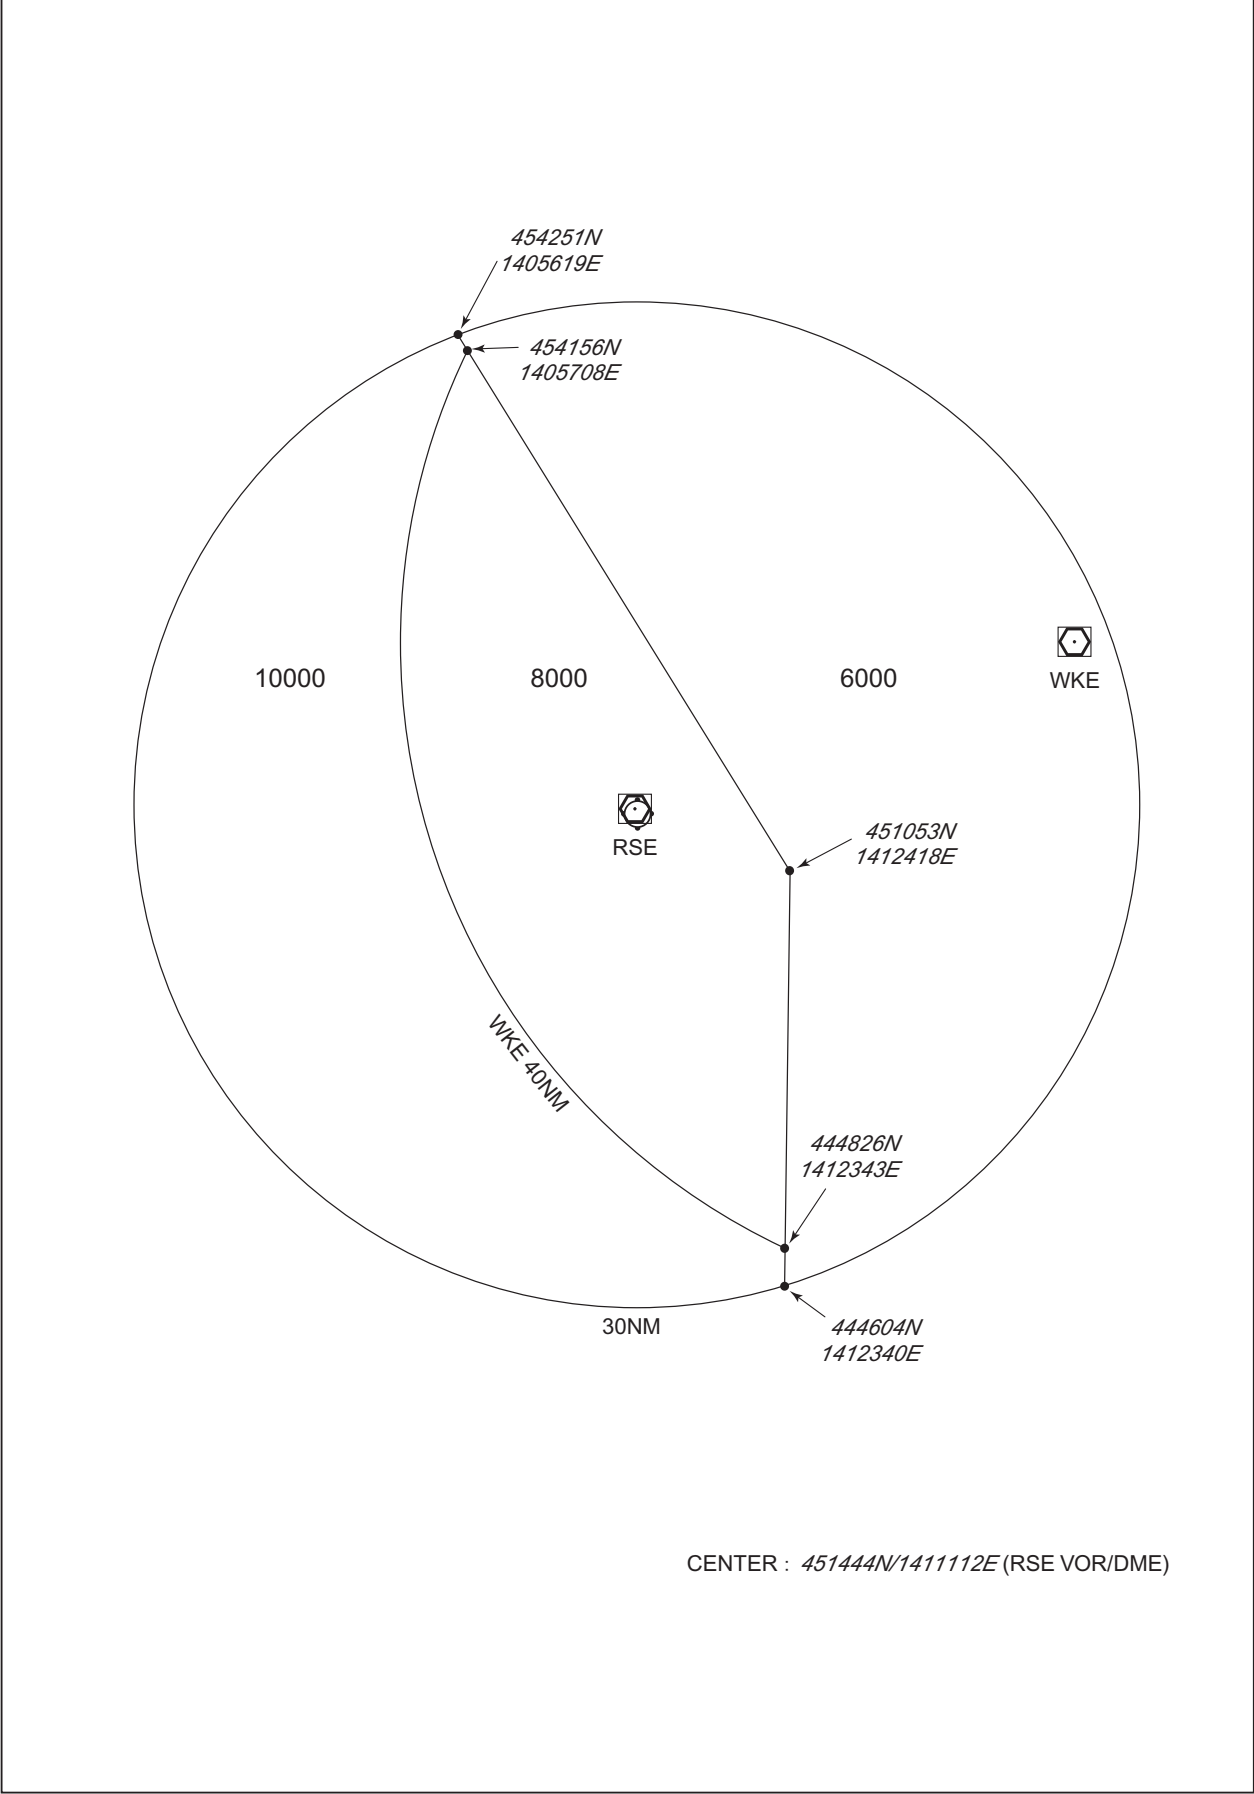 454251N
1405619E
454156N
1405708E
10000
8000
6000
WKE
RSE
451053N
1412418E
WKE 40NM
444826N
1412343E
30NM
444604N
1412340E
CENTER : 451444N/1411112E (RSE VOR/DME)